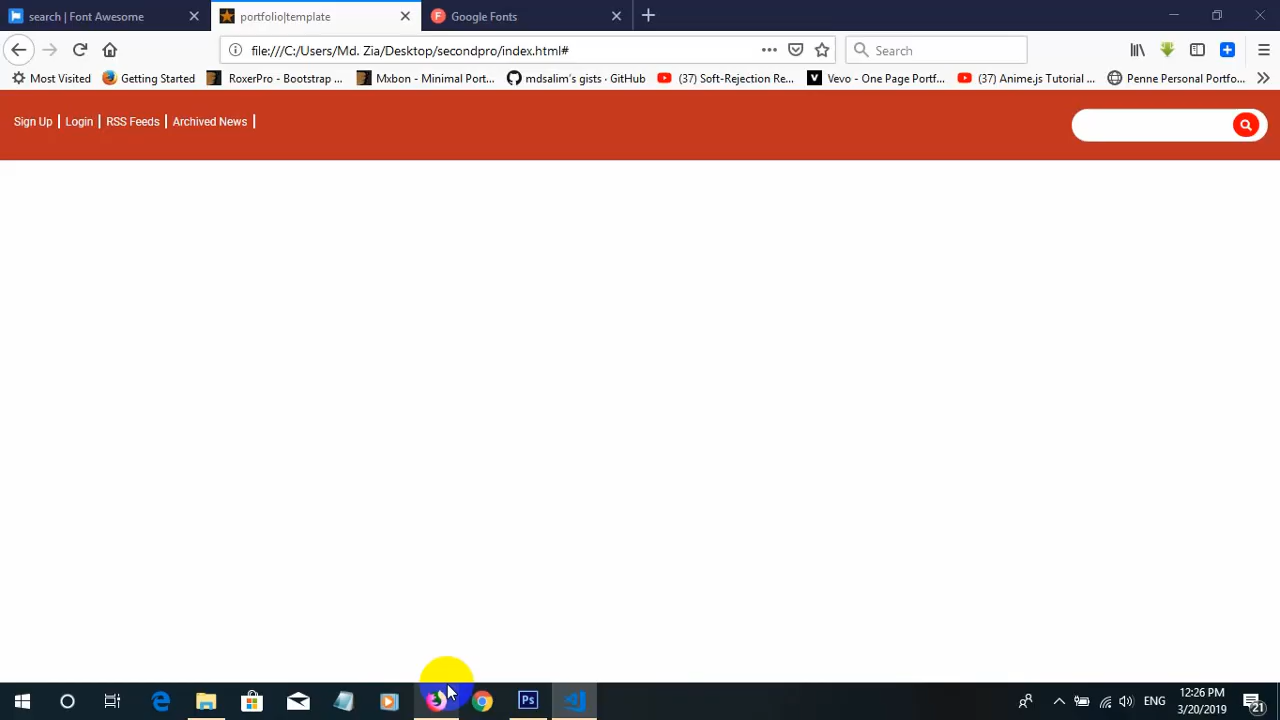 search | Font Awesome
portfolio|template
Google Fonts
file:///C:/Users/Md. Zia/Desktop/secondpro/index.html#
Search
Most Visited
Getting Started
RoxerPro - Bootstrap ...
Mxbon - Minimal Port...
mdsalim's gists · GitHub
(37) Soft-Rejection Re...
Vevo - One Page Portf...
(37) Anime.js Tutorial ...
Penne Personal Portfo...
Sign Up
Login
RSS Feeds
Archived News
Ps
ENG
12:26 PM
3/20/2019
21